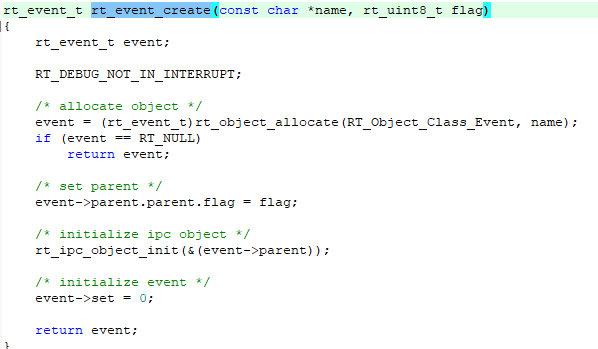 rt_event_t rt_event_create(const char *name, rt_uint8_t flag)
{
rt_event_t event;
RT_DEBUG_NOT_IN_INTERRUPT;
/* allocate object */
event = (rt_event_t)rt_object_allocate(RT_Object_Class_Event, name);
if (event == RT_NULL)
return event;
/* set parent */
event->parent.parent.flag = flag;
/* initialize ipc object */
rt_ipc_object_init(&(event->parent));
/* initialize event */
event->set = 0;
return event;
}